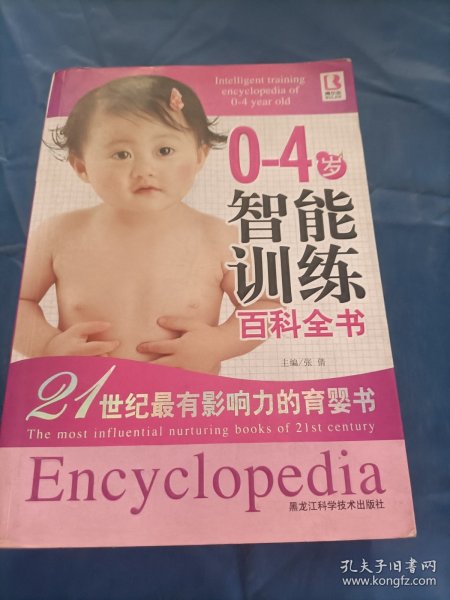 Intelligent training
encyclopedia of
0-4 year old
0-4岁
智能
训练
百科全书
主编/张倩
21世纪最有影响力的育婴书
The most influential nurturing books of 21st century
Encyclopedia
黑龙江科学技术出版社
孔夫子旧书网
www.kongfz.com